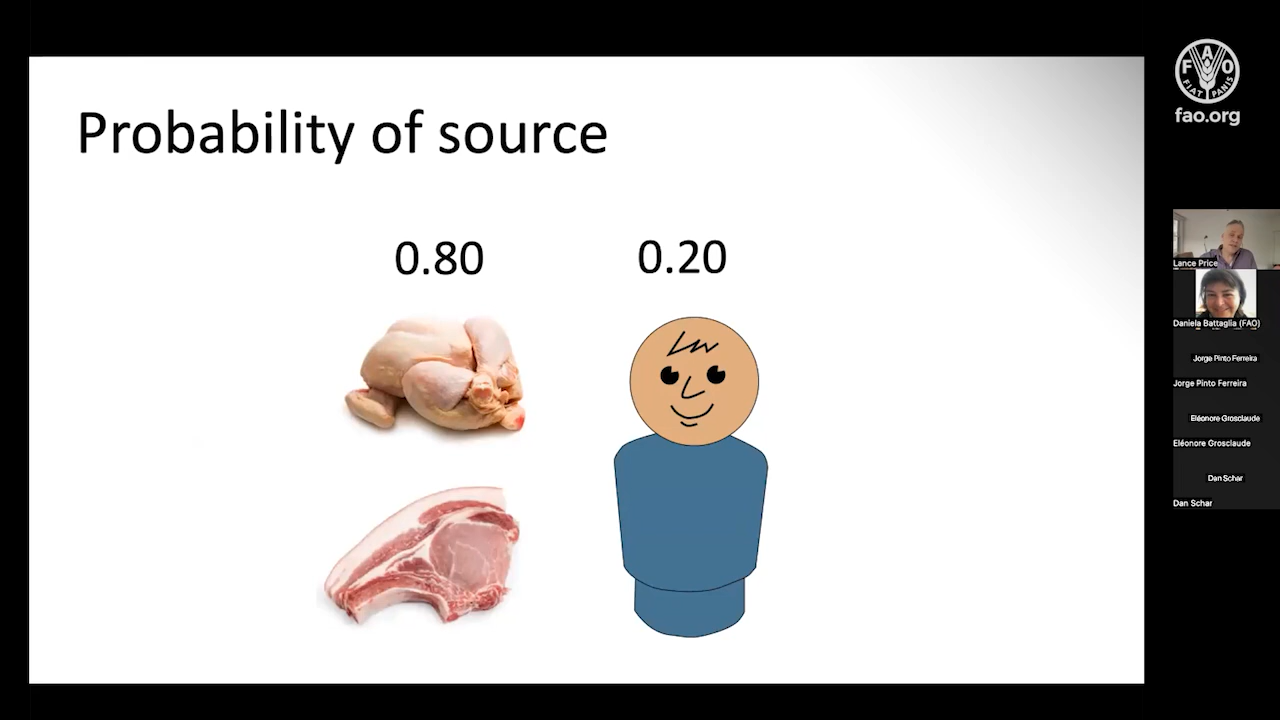 Probability of source
0.80
0.20
FAO
FIAT PANIS
fao.org
Lance Price
Daniela Battaglia (FAO)
Jorge Pinto Ferreira
Jorge Pinto Ferreira
Eléonore Grosclaude
Eléonore Grosclaude
Dan Schar
Dan Schar